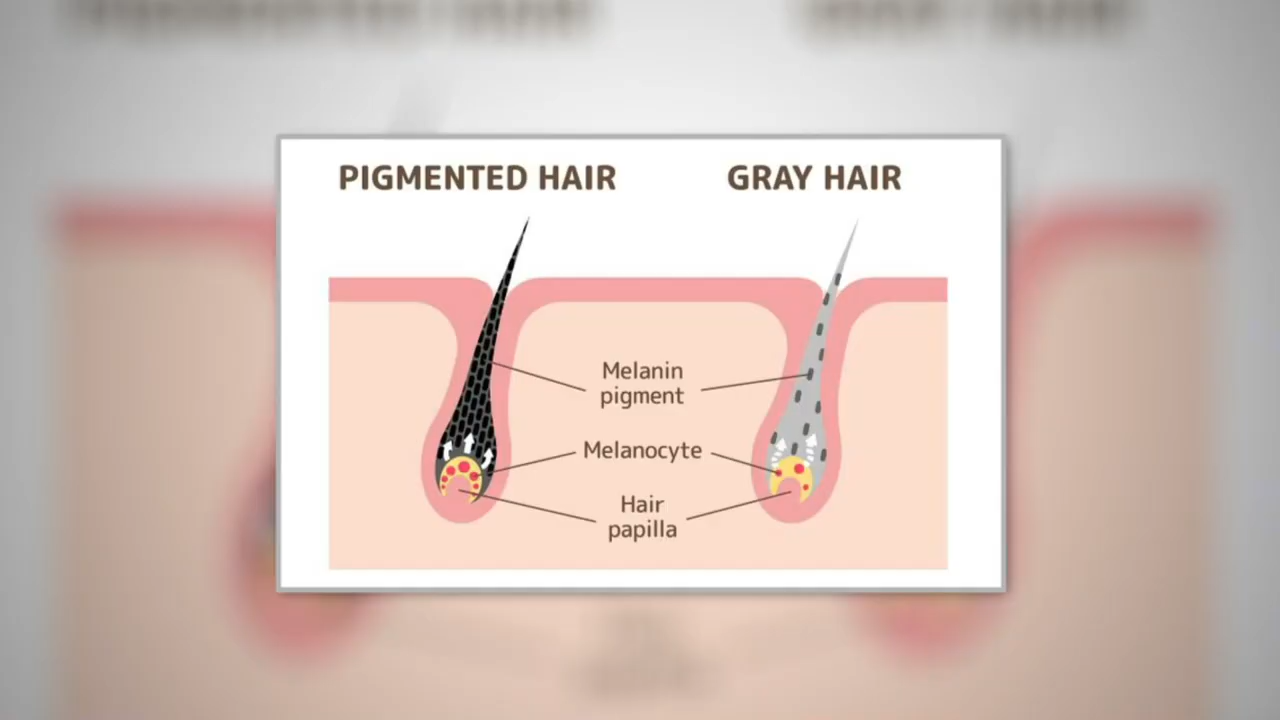 PIGMENTED HAIR
GRAY HAIR
Melanin
pigment
Melanocyte
Hair
papilla